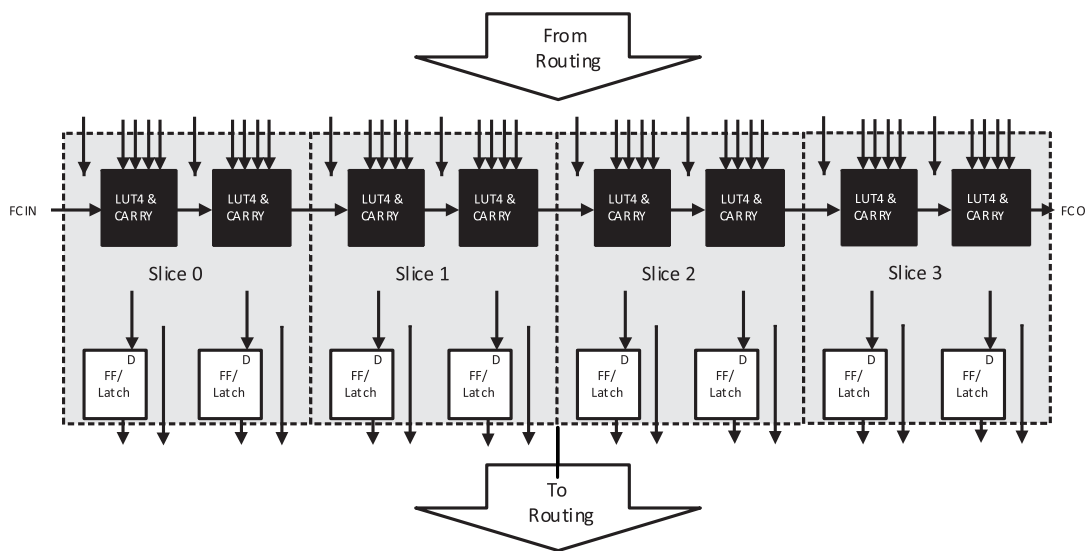 From
Routing
LUT4 &
CARRY
LUT4 &
CARRY
LUT4 &
CARRY
LUT4 &
CARRY
LUT4 &
CARRY
LUT4 &
CARRY
LUT4 &
CARRY
LUT4 &
CARRY
FCIN
FCO
Slice 0
Slice 1
Slice 2
Slice 3
D
FF/
Latch
D
FF/
Latch
D
FF/
Latch
D
FF/
Latch
D
FF/
Latch
D
FF/
Latch
D
FF/
Latch
D
FF/
Latch
To
Routing